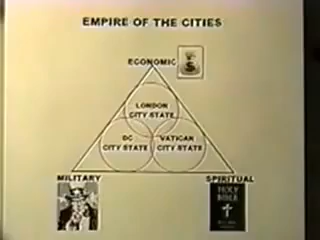 EMPIRE OF THE CITIES
ECONOMIC
LONDON
CITY STATE
DC
CITY STATE
VATICAN
CITY STATE
MILITARY
SPIRITUAL
HOLY
BIBLE